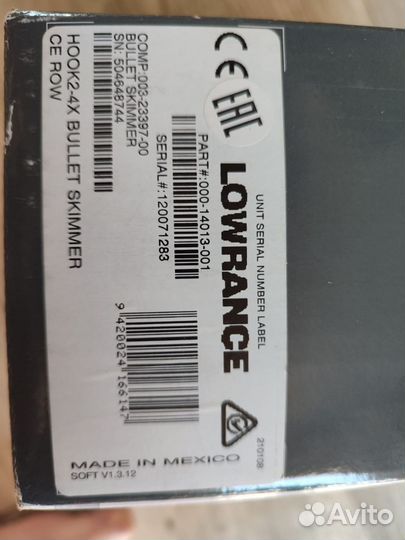 UNIT SERIAL NUMBER LABEL
LOWRANCE
CE EAC
PART#:000-14013-001
SERIAL#:120071283
COMP:003-23397-00
BULLET SKIMMER
SN: 504648744
HOOK2-4X BULLET SKIMMER
CE ROW
9 420024 166147
210108
MADE IN MEXICO
SOFT V1.3.12
Avito